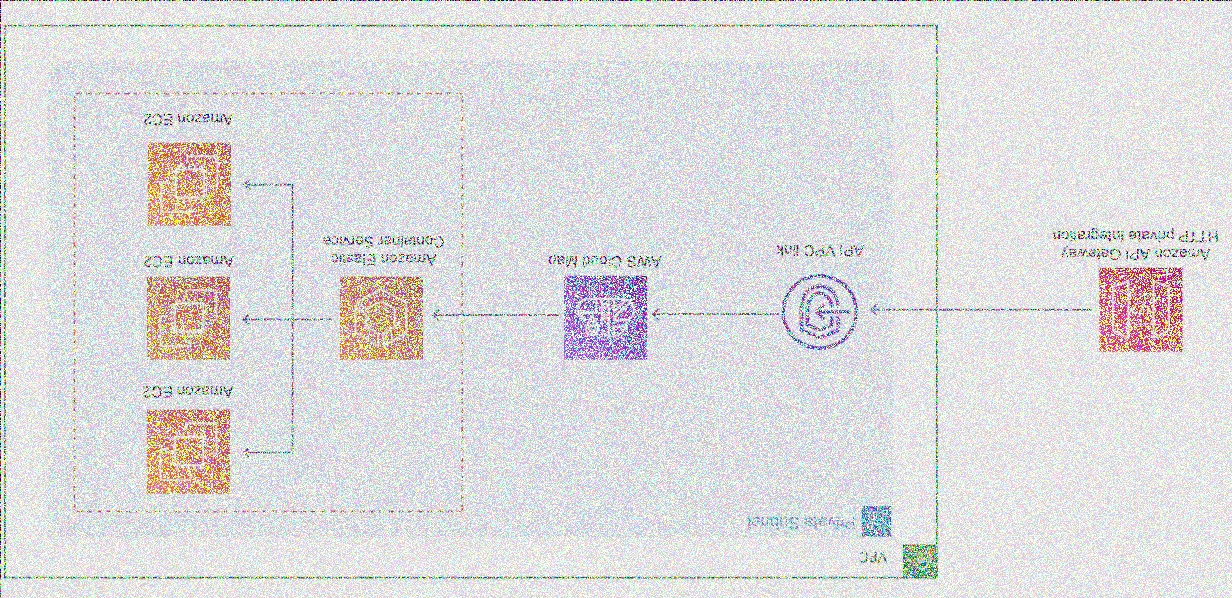 VPC
Private Subnet
Amazon EC2
Amazon API Gateway
HTTP private integration
API VPC link
AWS Cloud Map
Amazon Elastic
Container Service
Amazon EC2
Amazon EC2